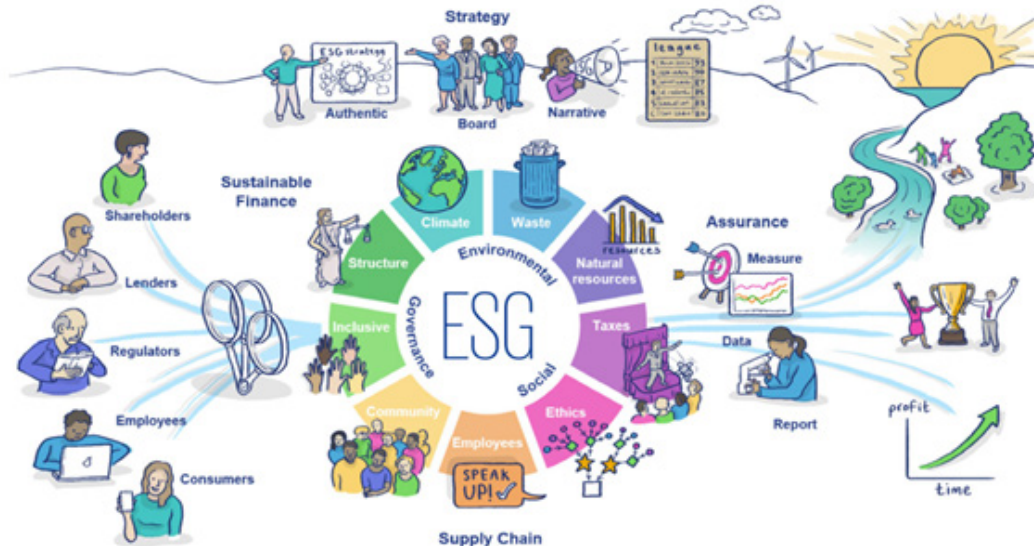 Strategy
ESG strategy
Authentic
Board
Narrative
league
Shareholders
Lenders
Regulators
Employees
Consumers
Sustainable
Finance
Climate
Waste
Structure
Natural
resources
resources
Inclusive
Taxes
Community
Employees
Ethics
Environmental
Governance
Social
ESG
SPEAK
UP!
Supply Chain
Assurance
Measure
Data
Report
profit
time